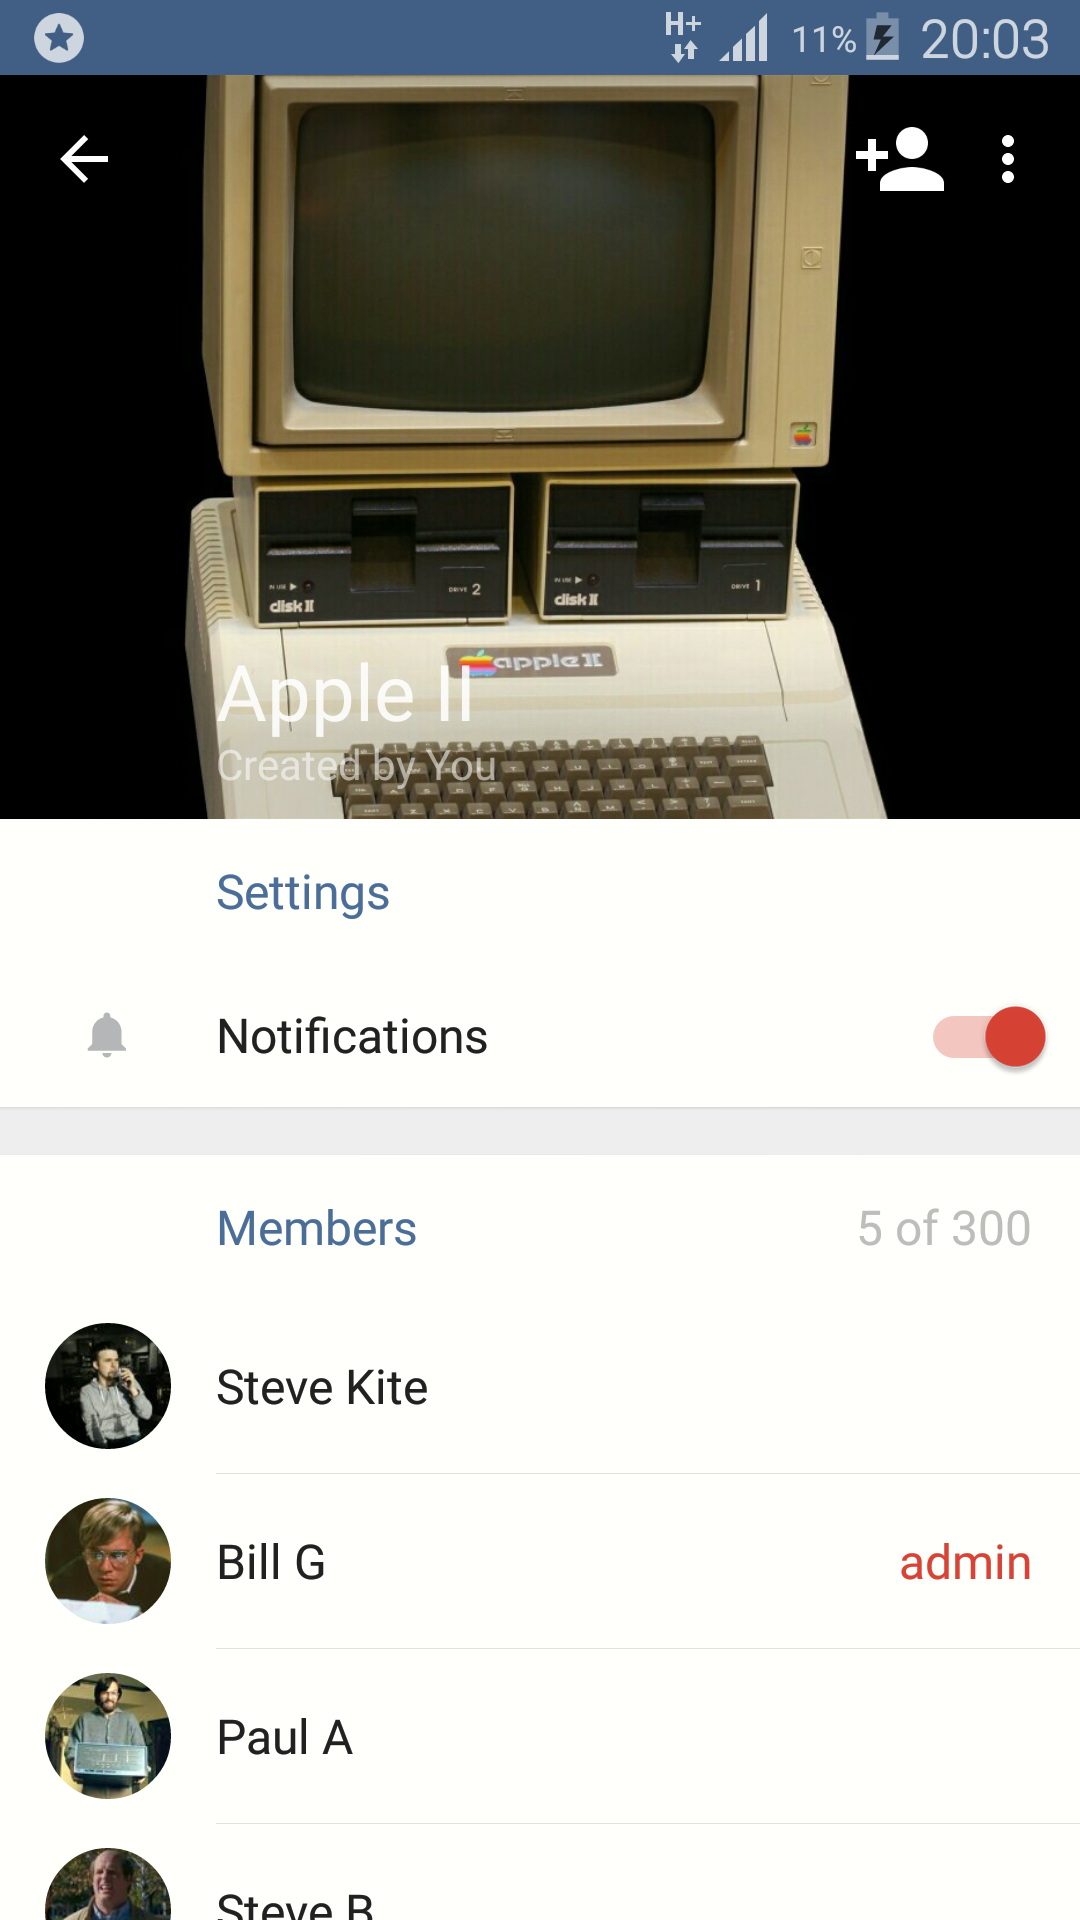 H+ 11% 20:03
IN USE DRIVE 2 IN USE DRIVE 1
disk II disk II
apple II
Apple II
Created by You
Settings
Notifications
Members 5 of 300
Steve Kite
Bill G admin
Paul A
Steve B